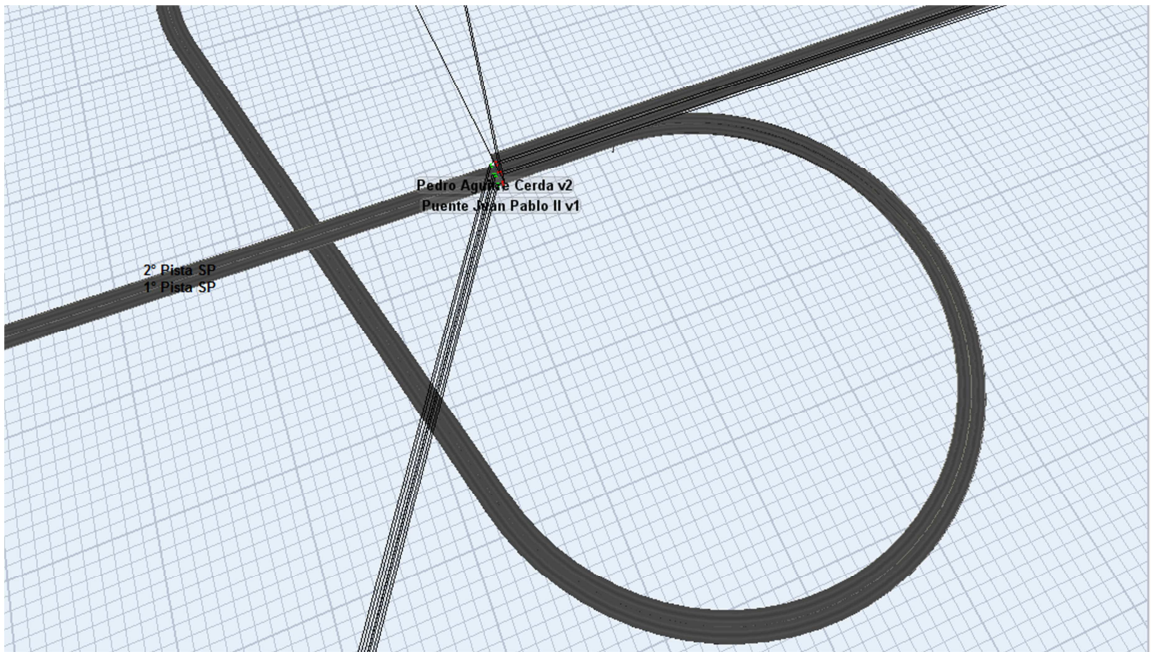 Pedro Aguirre Cerda v2
Puente Juan Pablo II v1
2° Pista SP
1° Pista SP